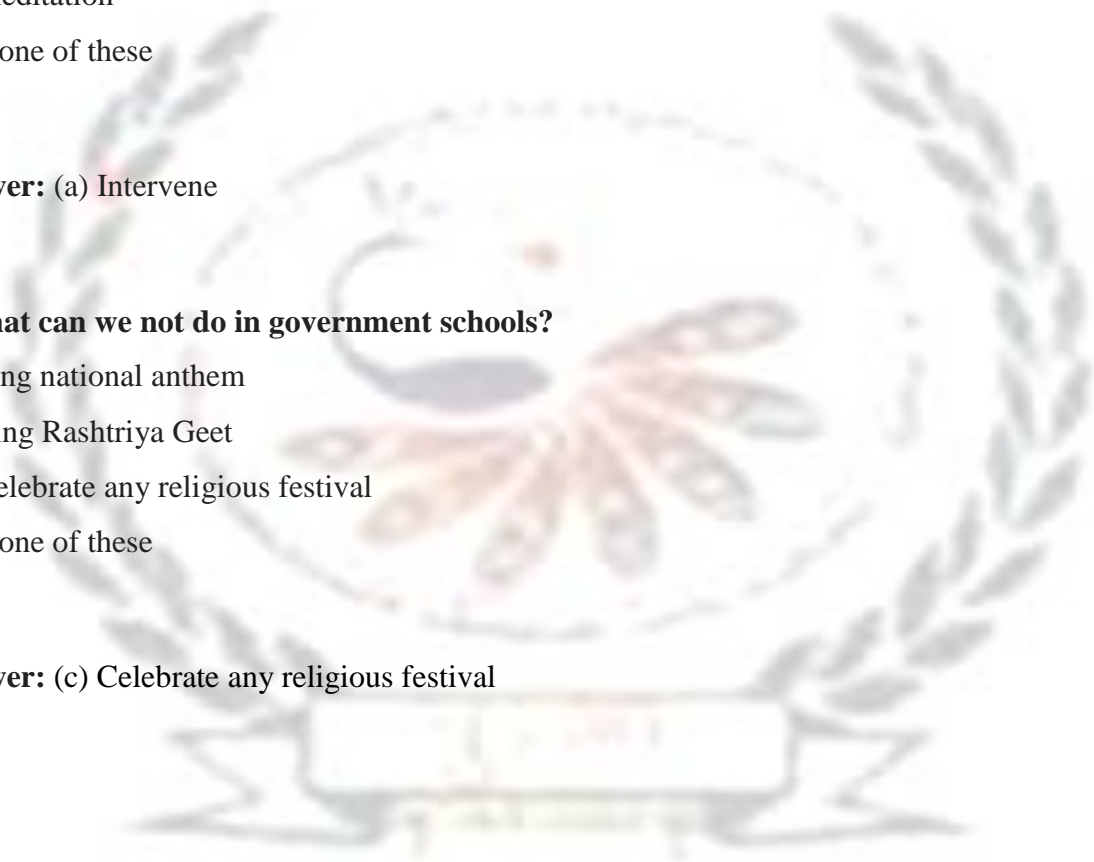 editation
one of these
ver: (a) Intervene
hat can we not do in government schools?
ng national anthem
ing Rashtriya Geet
elebrate any religious festival
one of these
ver: (c) Celebrate any religious festival